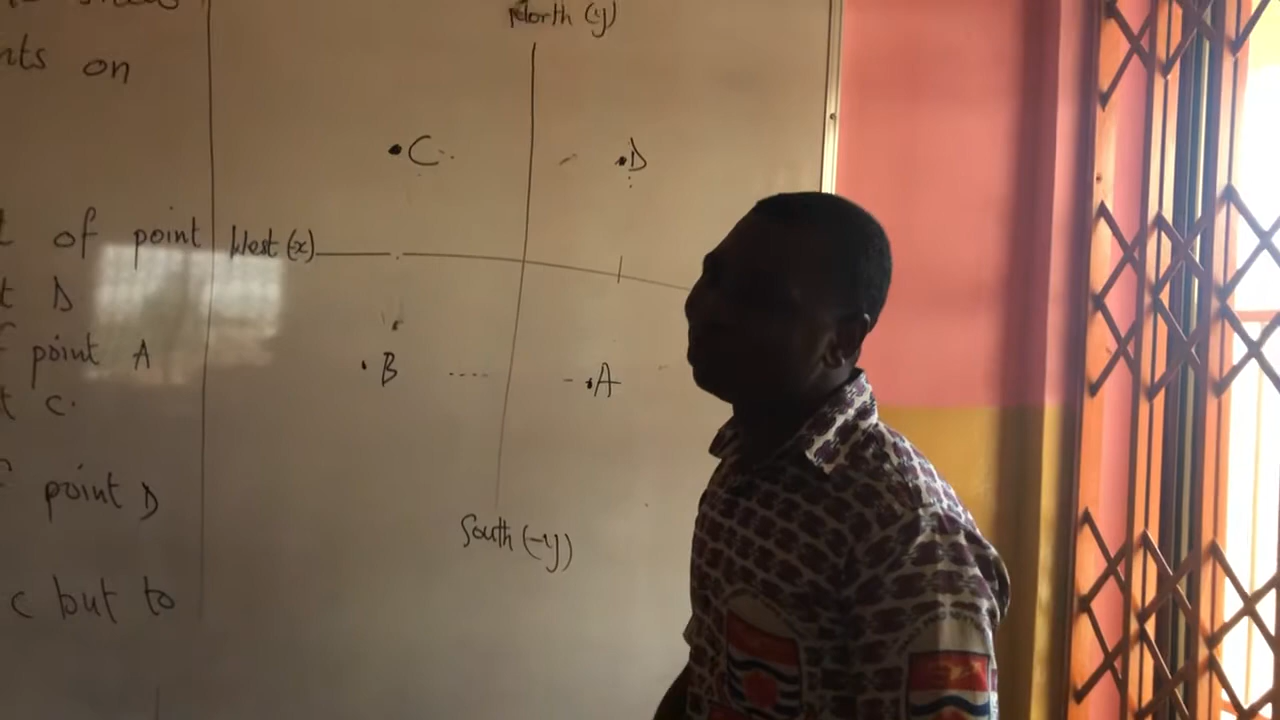 nts on
of point
D
point A
c.
point D
c but to
North (y)
C
D
West (x)
B
A
South (-y)